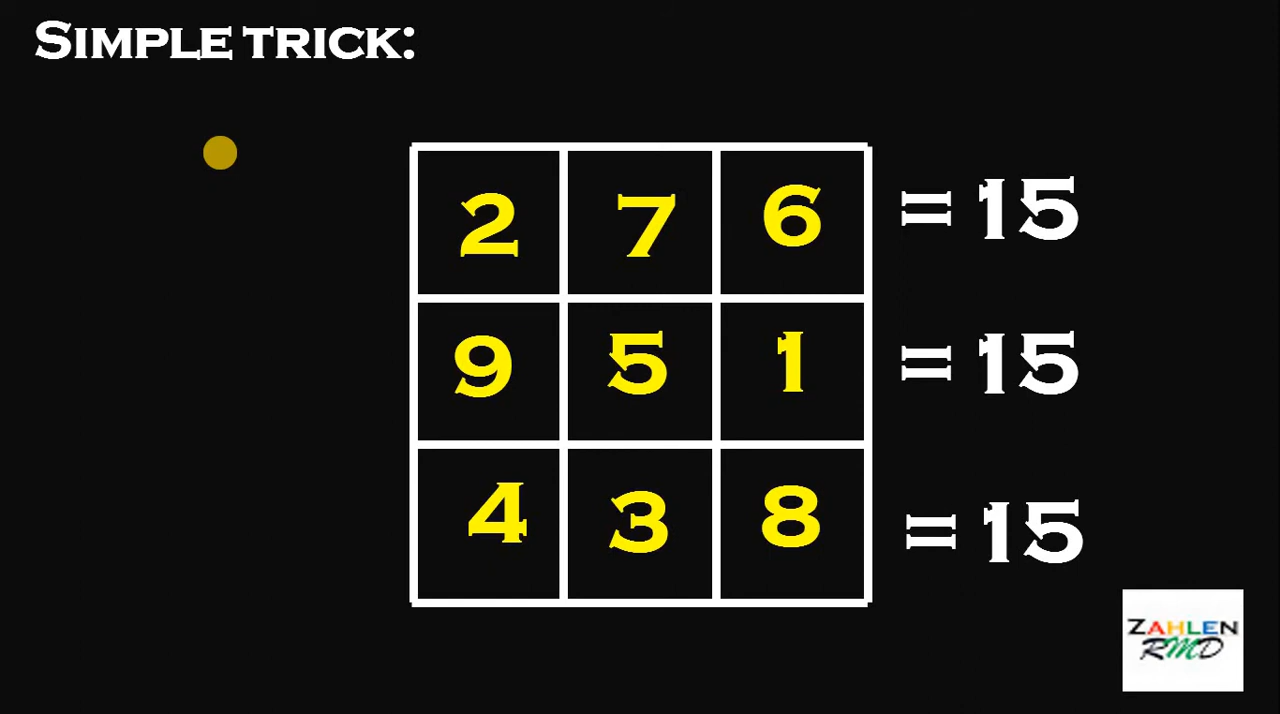 SIMPLE TRICK:
2 7 6 = 15
9 5 1 = 15
4 3 8 = 15
ZAHLEN
RMD